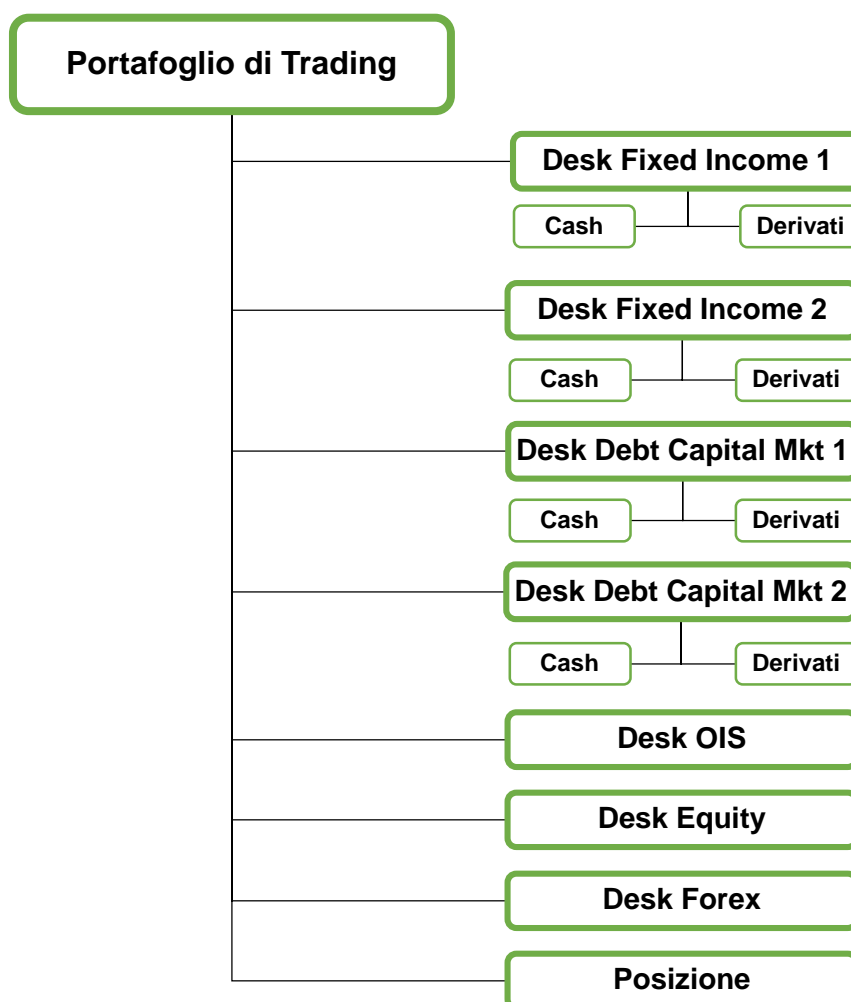 Portafoglio di Trading
Desk Fixed Income 1
Cash
Derivati
Desk Fixed Income 2
Cash
Derivati
Desk Debt Capital Mkt 1
Cash
Derivati
Desk Debt Capital Mkt 2
Cash
Derivati
Desk OIS
Desk Equity
Desk Forex
Posizione